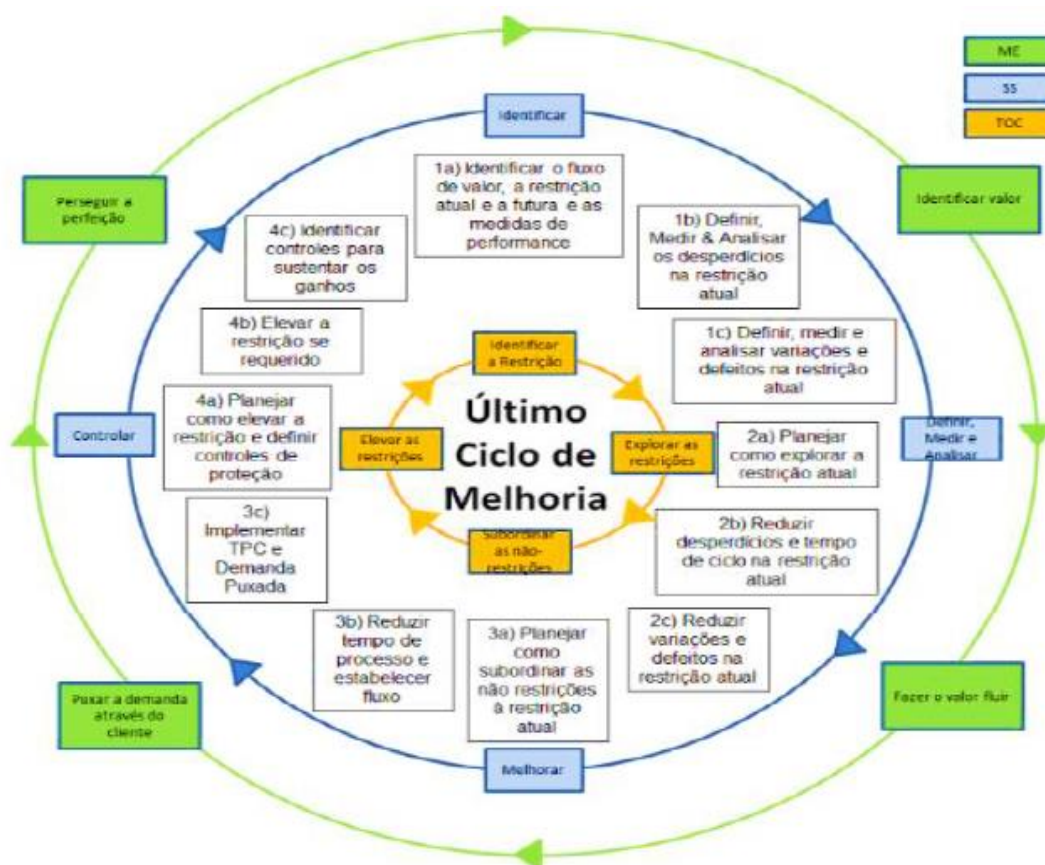 ME
SS
TOC
Identificar
Perseguir a
perfeição
Identificar valor
1a) Identificar o fluxo
de valor, a restrição
atual e a futura e as
medidas de
performance
4c) Identificar
controles para
sustentar os
ganhos
1b) Definir,
Medir & Analisar
os desperdícios
na restrição
atual
4b) Elevar a
restrição se
requerido
Identificar
a Restrição
1c) Definir, medir e
analisar variações e
defeitos na restrição
atual
Controlar
4a) Planejar
como elevar a
restrição e definir
controles de
proteção
Elevar as
restrições
Último
Ciclo de
Melhoria
Explorar as
restrições
2a) Planejar
como explorar a
restrição atual
Definir,
Medir e
Analisar
3c)
Implementar
TPC e
Demanda
Puxada
Subordinar
as não-
restrições
2b) Reduzir
desperdícios e tempo
de ciclo na restrição
atual
3b) Reduzir
tempo de
processo e
estabelecer
fluxo
3a) Planejar
como
subordinar as
não restrições
à restrição
atual
2c) Reduzir
variações e
defeitos na
restrição atual
Puxar a demanda
através do
cliente
Fazer o valor fluir
Melhorar